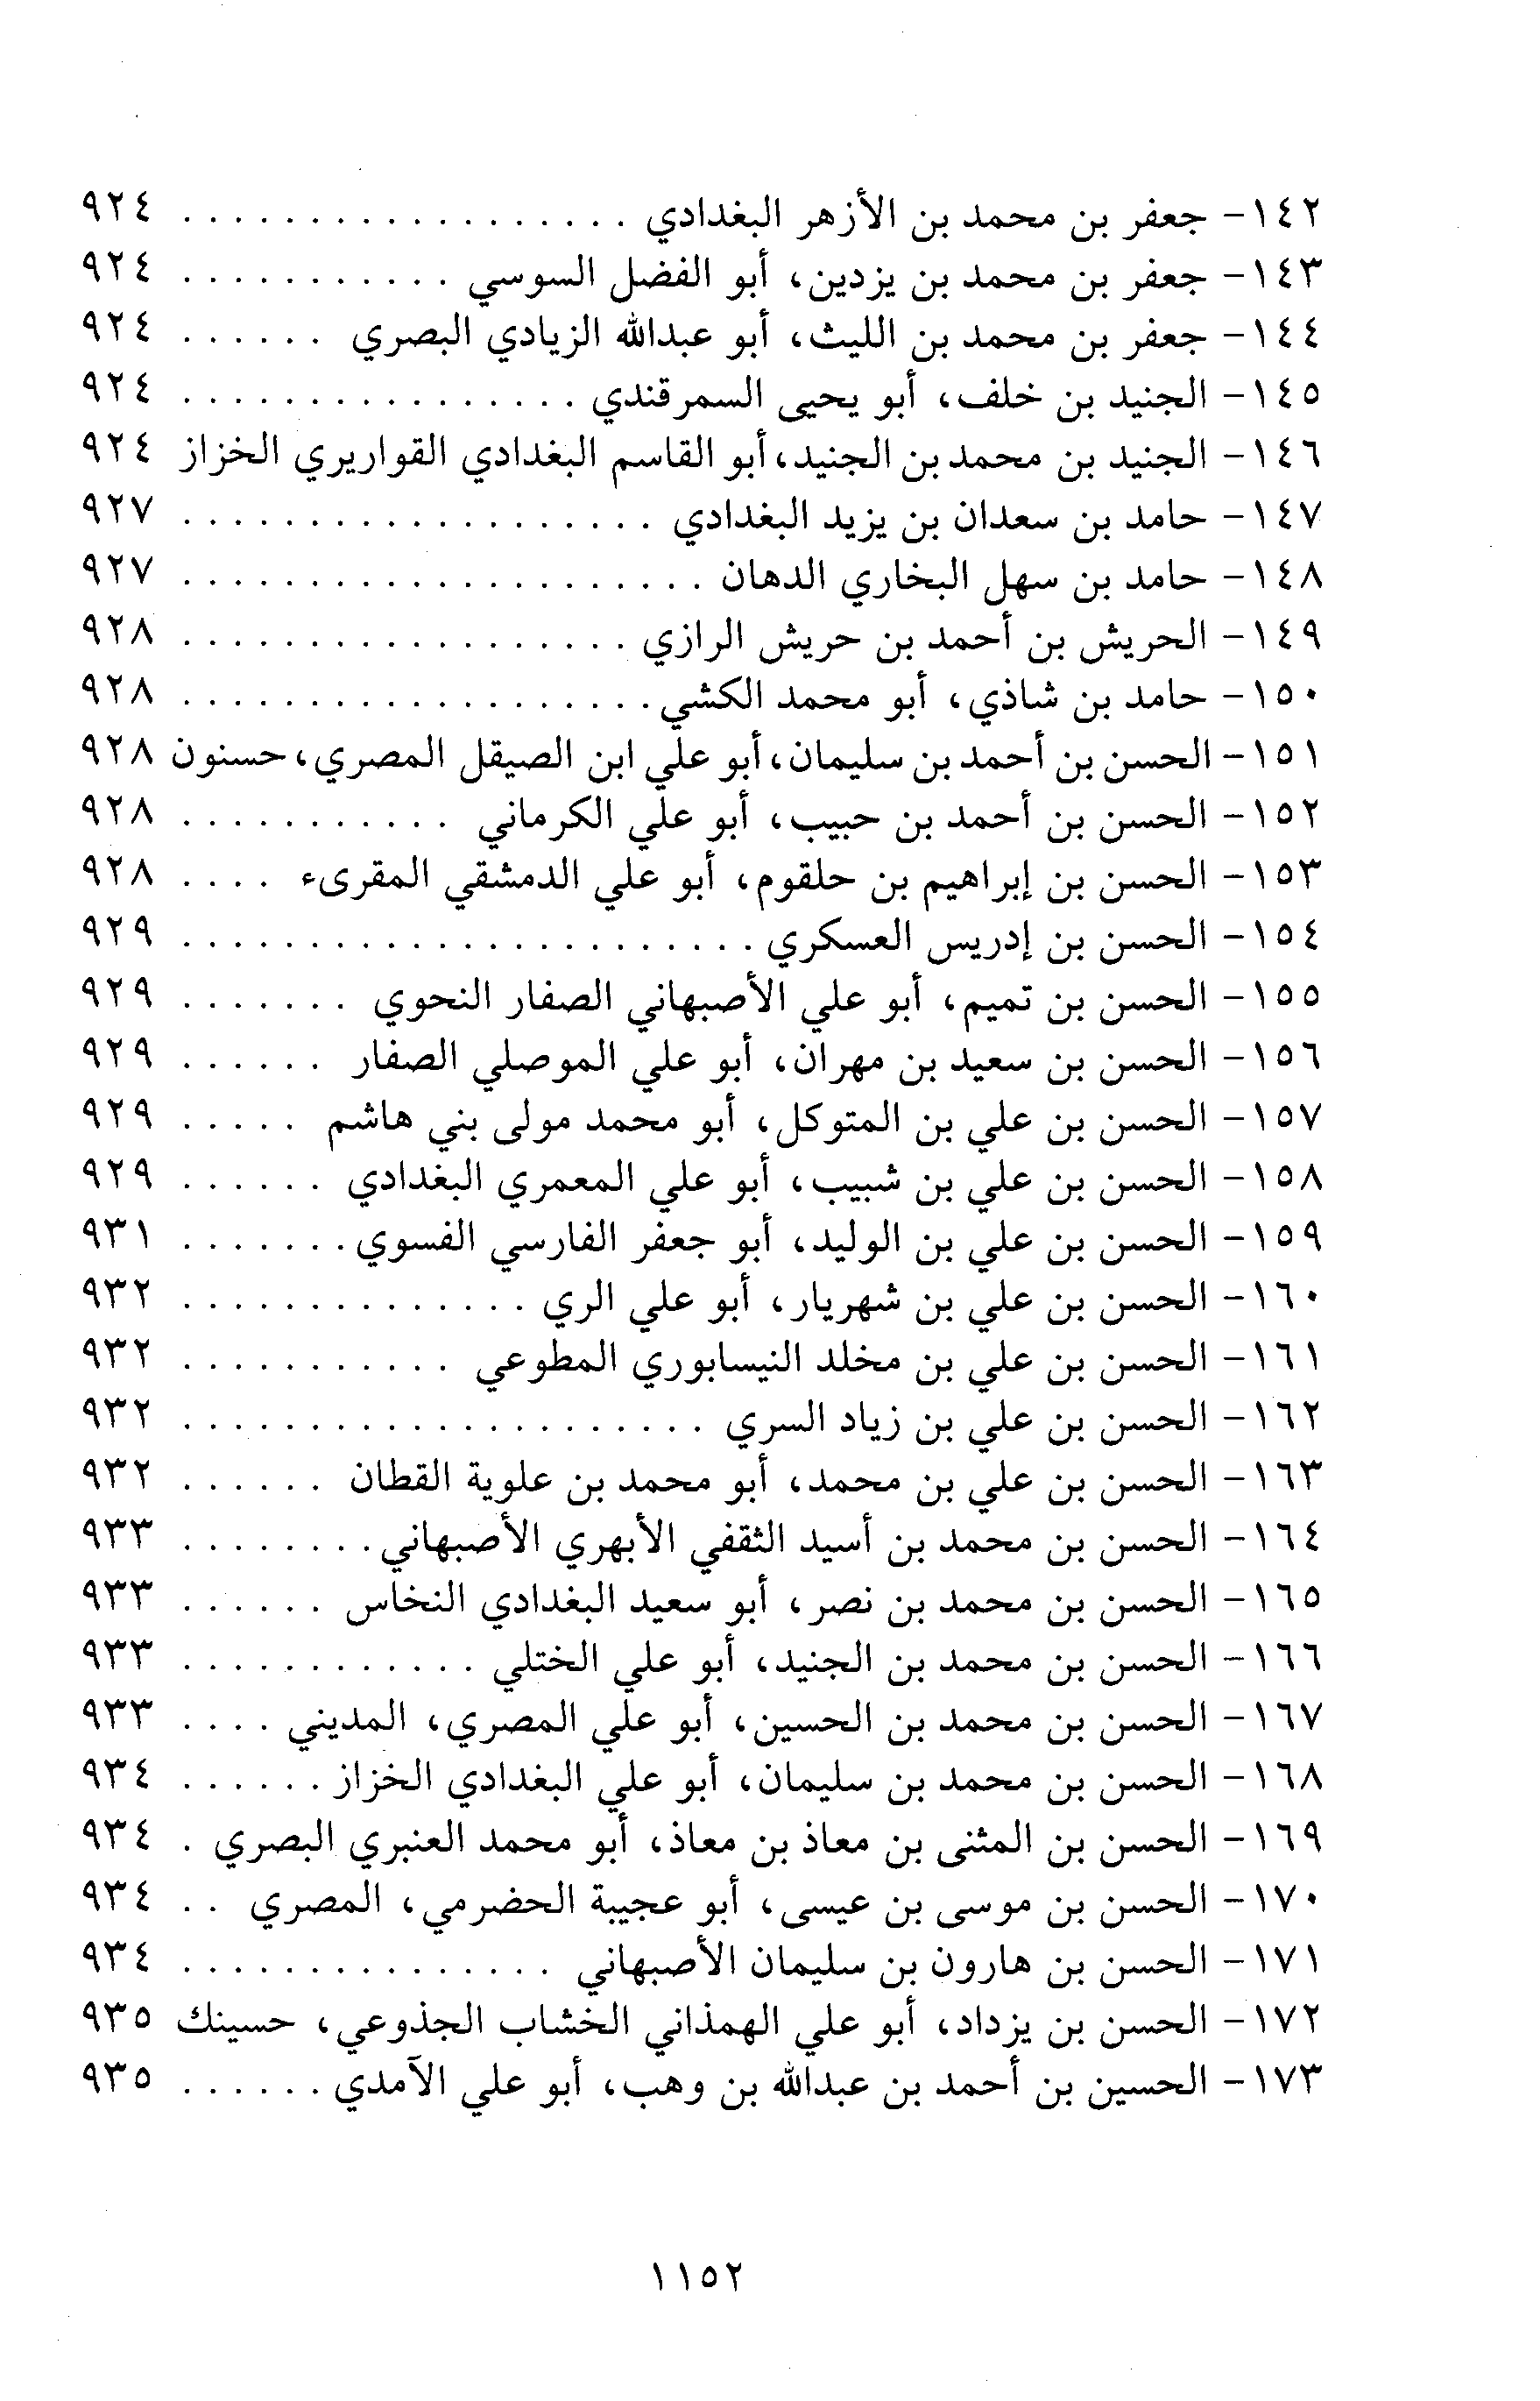 ١٤٢- جعفر بن محمد بن الأزهر البغدادي . . . . . . . . . . . . . . . . . . ٩٢٤
١٤٣- جعفر بن محمد بن يزدين، أبو الفضل السوسي . . . . . . . . . . . ٩٢٤
١٤٤- جعفر بن محمد بن الليث، أبو عبدالله الزيادي البصري . . . . . . ٩٢٤
١٤٥- الجنيد بن خلف، أبو يحيى السمرقندي . . . . . . . . . . . . . . . . ٩٢٤
١٤٦- الجنيد بن محمد بن الجنيد، أبو القاسم البغدادي القواريري الخزاز ٩٢٤
١٤٧- حامد بن سعدان بن يزيد البغدادي . . . . . . . . . . . . . . . . . . . ٩٢٧
١٤٨- حامد بن سهل البخاري الدهان . . . . . . . . . . . . . . . . . . . . . ٩٢٧
١٤٩- الحريش بن أحمد بن حريش الرازي . . . . . . . . . . . . . . . . . . ٩٢٨
١٥٠- حامد بن شاذي، أبو محمد الكشي . . . . . . . . . . . . . . . . . . . ٩٢٨
١٥١- الحسن بن أحمد بن سليمان، أبو علي ابن الصيقل المصري، حسنون ٩٢٨
١٥٢- الحسن بن أحمد بن حبيب، أبو علي الكرماني . . . . . . . . . . . ٩٢٨
١٥٣- الحسن بن إبراهيم بن حلقوم، أبو علي الدمشقي المقرىء . . . . ٩٢٨
١٥٤- الحسن بن إدريس العسكري . . . . . . . . . . . . . . . . . . . . . . . ٩٢٩
١٥٥- الحسن بن تميم، أبو علي الأصبهاني الصفار النحوي . . . . . . . ٩٢٩
١٥٦- الحسن بن سعيد بن مهران، أبو علي الموصلي الصفار . . . . . . ٩٢٩
١٥٧- الحسن بن علي بن المتوكل، أبو محمد مولى بني هاشم . . . . . ٩٢٩
١٥٨- الحسن بن علي بن شبيب، أبو علي المعمري البغدادي . . . . . . ٩٢٩
١٥٩- الحسن بن علي بن الوليد، أبو جعفر الفارسي الفسوي . . . . . . . ٩٣١
١٦٠- الحسن بن علي بن شهريار، أبو علي الري . . . . . . . . . . . . . . ٩٣٢
١٦١- الحسن بن علي بن مخلد النيسابوري المطوعي . . . . . . . . . . . ٩٣٢
١٦٢- الحسن بن علي بن زياد السري . . . . . . . . . . . . . . . . . . . . . ٩٣٢
١٦٣- الحسن بن علي بن محمد، أبو محمد بن علوية القطان . . . . . . ٩٣٢
١٦٤- الحسن بن محمد بن أسيد الثقفي الأبهري الأصبهاني . . . . . . . . ٩٣٣
١٦٥- الحسن بن محمد بن نصر، أبو سعيد البغدادي النخاس . . . . . . ٩٣٣
١٦٦- الحسن بن محمد بن الجنيد، أبو علي الختلي . . . . . . . . . . . . ٩٣٣
١٦٧- الحسن بن محمد بن الحسين، أبو علي المصري، المديني . . . . ٩٣٣
١٦٨- الحسن بن محمد بن سليمان، أبو علي البغدادي الخزاز . . . . . . ٩٣٤
١٦٩- الحسن بن المثنى بن معاذ بن معاذ، أبو محمد العنبري البصري . ٩٣٤
١٧٠- الحسن بن موسى بن عيسى، أبو عجيبة الحضرمي، المصري . . ٩٣٤
١٧١- الحسن بن هارون بن سليمان الأصبهاني . . . . . . . . . . . . . . . ٩٣٤
١٧٢- الحسن بن يزداد، أبو علي الهمذاني الخشاب الجذوعي، حسينك ٩٣٥
١٧٣- الحسين بن أحمد بن عبدالله بن وهب، أبو علي الآمدي . . . . . . ٩٣٥
١١٥٢